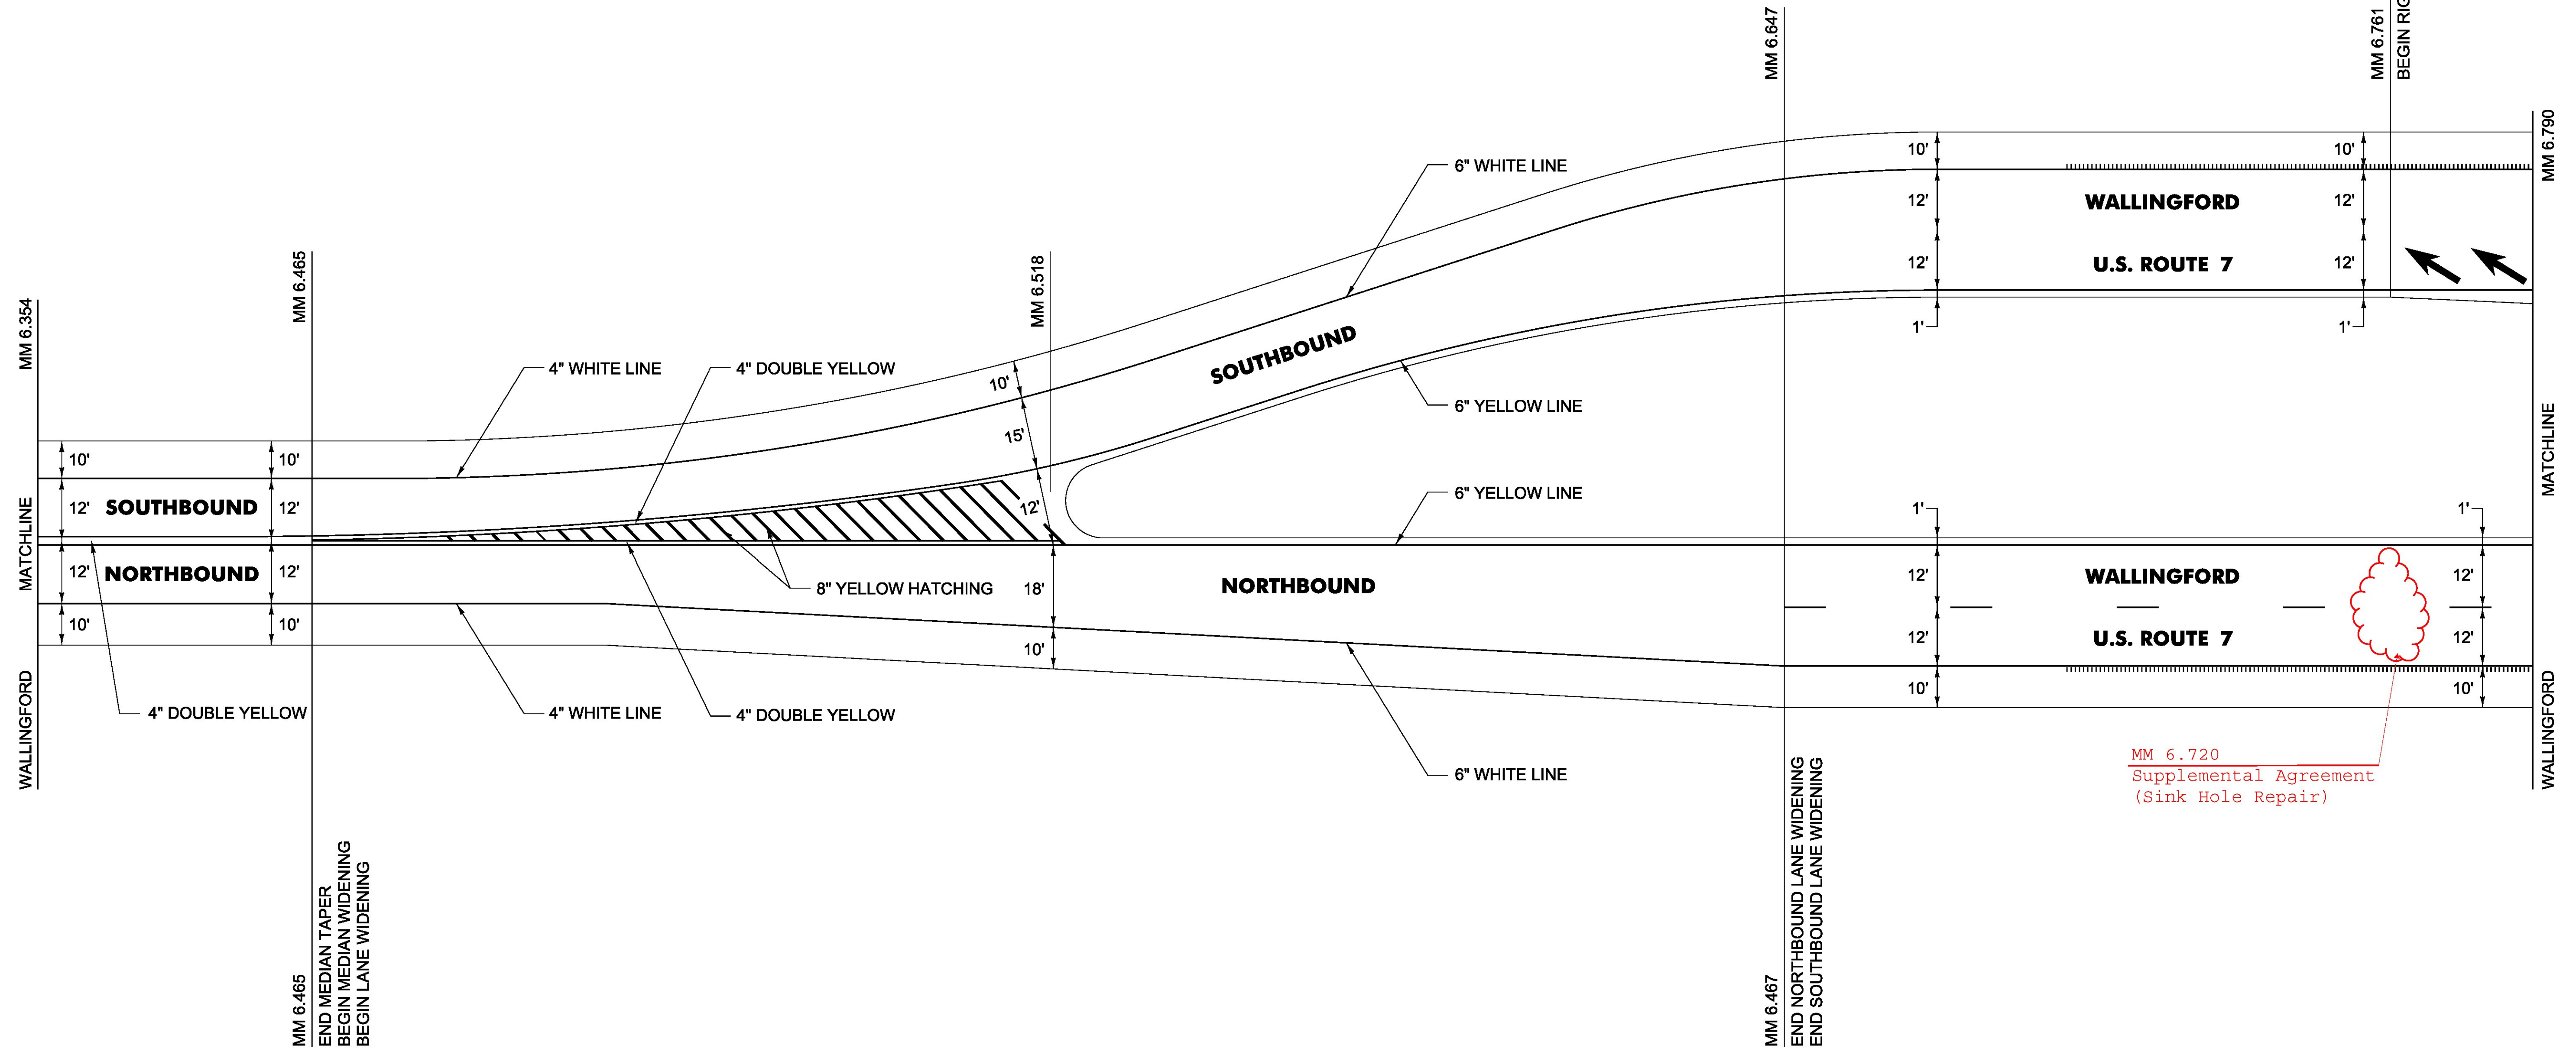 MM 6.647
MM 6.761
BEGIN RIG
MM 6.790
6" WHITE LINE
10'
10'
WALLINGFORD
12'
12'
U.S. ROUTE 7
12'
12'
1'
1'
MM 6.465
MM 6.518
MM 6.354
SOUTHBOUND
4" WHITE LINE
4" DOUBLE YELLOW
10'
15'
12'
6" YELLOW LINE
MATCHLINE
10'
10'
12'
SOUTHBOUND
12'
6" YELLOW LINE
1'
1'
MATCHLINE
12'
NORTHBOUND
12'
8" YELLOW HATCHING
18'
NORTHBOUND
12'
WALLINGFORD
12'
10'
10'
10'
12'
U.S. ROUTE 7
12'
10'
10'
WALLINGFORD
4" DOUBLE YELLOW
4" WHITE LINE
4" DOUBLE YELLOW
6" WHITE LINE
MM 6.720
Supplemental Agreement
(Sink Hole Repair)
WALLINGFORD
MM 6.465
END MEDIAN TAPER
BEGIN MEDIAN WIDENING
BEGIN LANE WIDENING
MM 6.467
END NORTHBOUND LANE WIDENING
END SOUTHBOUND LANE WIDENING